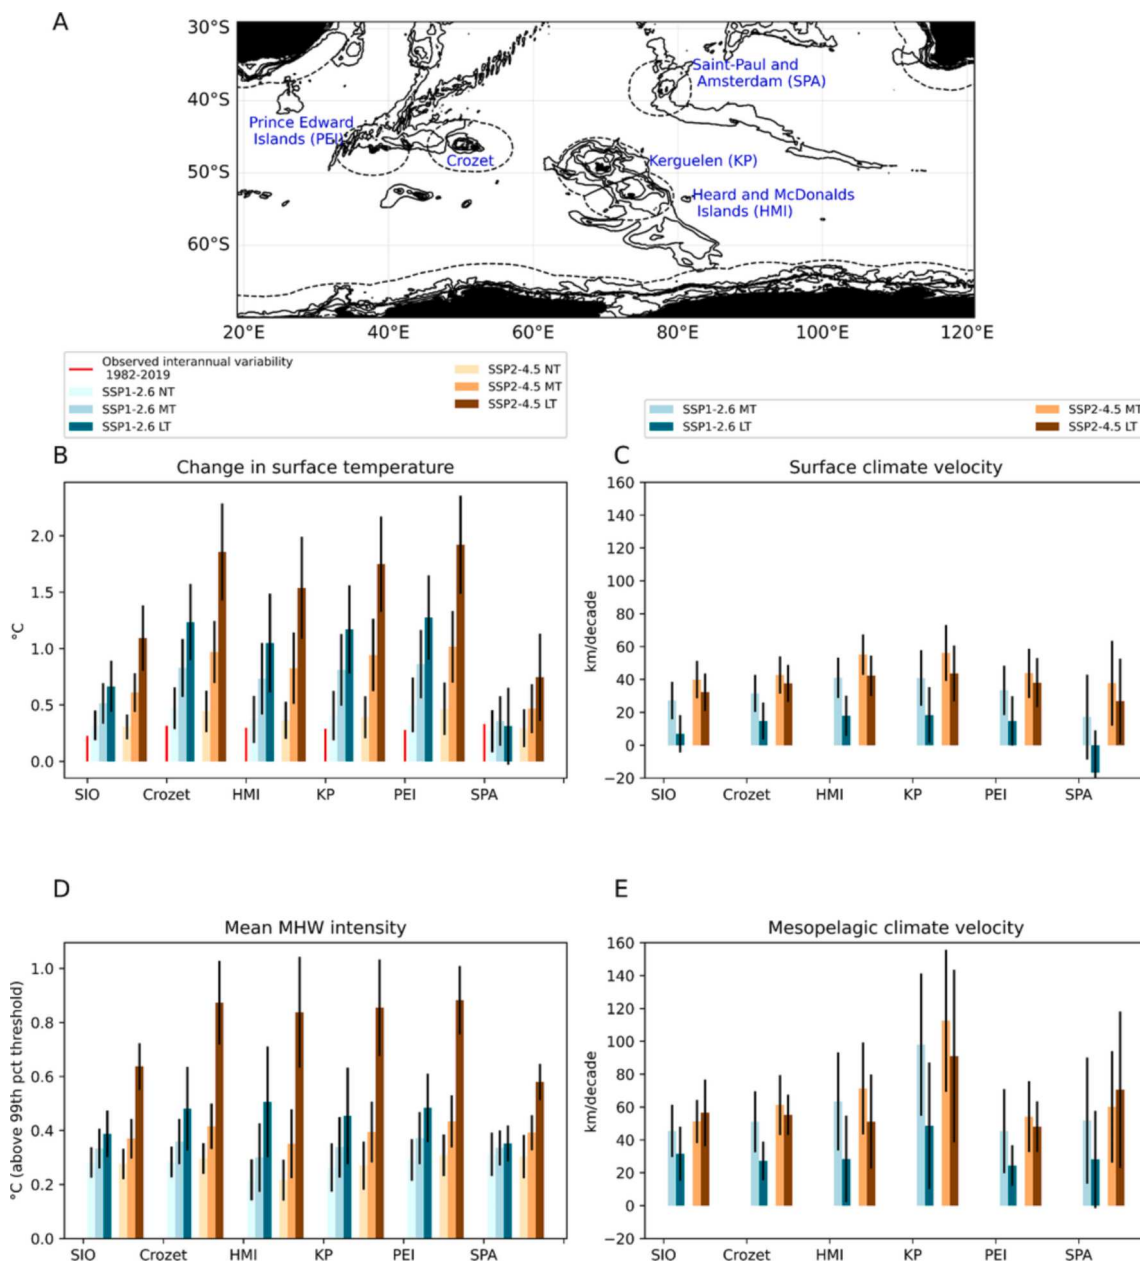 A
30°S
40°S
50°S
60°S
20°E
40°E
60°E
80°E
100°E
120°E
Saint-Paul and
Amsterdam (SPA)
Prince Edward
Islands (PEI)
Crozet
Kerguelen (KP)
Heard and McDonalds
Islands (HMI)
Observed interannual variability
1982-2019
SSP1-2.6 NT
SSP1-2.6 MT
SSP1-2.6 LT
SSP2-4.5 NT
SSP2-4.5 MT
SSP2-4.5 LT
SSP1-2.6 MT
SSP1-2.6 LT
SSP2-4.5 MT
SSP2-4.5 LT
B
Change in surface temperature
°C
2.0
1.5
1.0
0.5
0.0
SIO
Crozet
HMI
KP
PEI
SPA
C
Surface climate velocity
km/decade
160
140
120
100
80
60
40
20
0
−20
SIO
Crozet
HMI
KP
PEI
SPA
D
Mean MHW intensity
°C (above 99th pct threshold)
1.0
0.8
0.6
0.4
0.2
0.0
SIO
Crozet
HMI
KP
PEI
SPA
E
Mesopelagic climate velocity
km/decade
160
140
120
100
80
60
40
20
0
−20
SIO
Crozet
HMI
KP
PEI
SPA